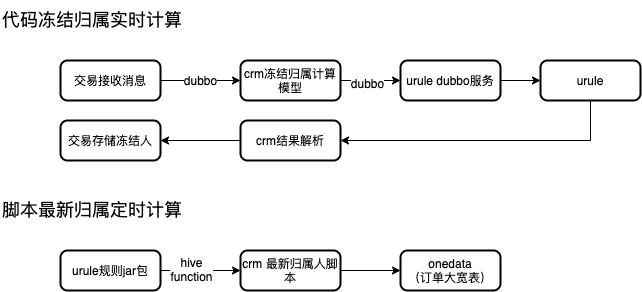 代码冻结归属实时计算
交易接收消息
dubbo
crm冻结归属计算
模型
dubbo
urule dubbo服务
urule
交易存储冻结人
crm结果解析
脚本最新归属定时计算
urule规则jar包
hive
function
crm 最新归属人脚
本
onedata
（订单大宽表）